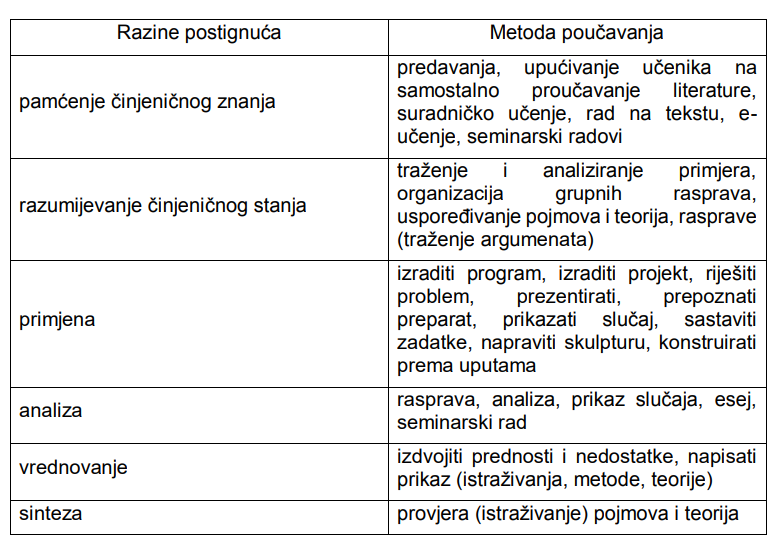 Razine postignuća
Metoda poučavanja
pamćenje činjeničnog znanja
predavanja, upućivanje učenika na
samostalno proučavanje literature,
suradničko učenje, rad na tekstu, e-
učenje, seminarski radovi
razumijevanje činjeničnog stanja
traženje i analiziranje primjera,
organizacija grupnih rasprava,
uspoređivanje pojmova i teorija, rasprave
(traženje argumenata)
primjena
izraditi program, izraditi projekt, riješiti
problem, prezentirati, prepoznati
preparat, prikazati slučaj, sastaviti
zadatke, napraviti skulpturu, konstruirati
prema uputama
analiza
rasprava, analiza, prikaz slučaja, esej,
seminarski rad
vrednovanje
izdvojiti prednosti i nedostatke, napisati
prikaz (istraživanja, metode, teorije)
sinteza
provjera (istraživanje) pojmova i teorija